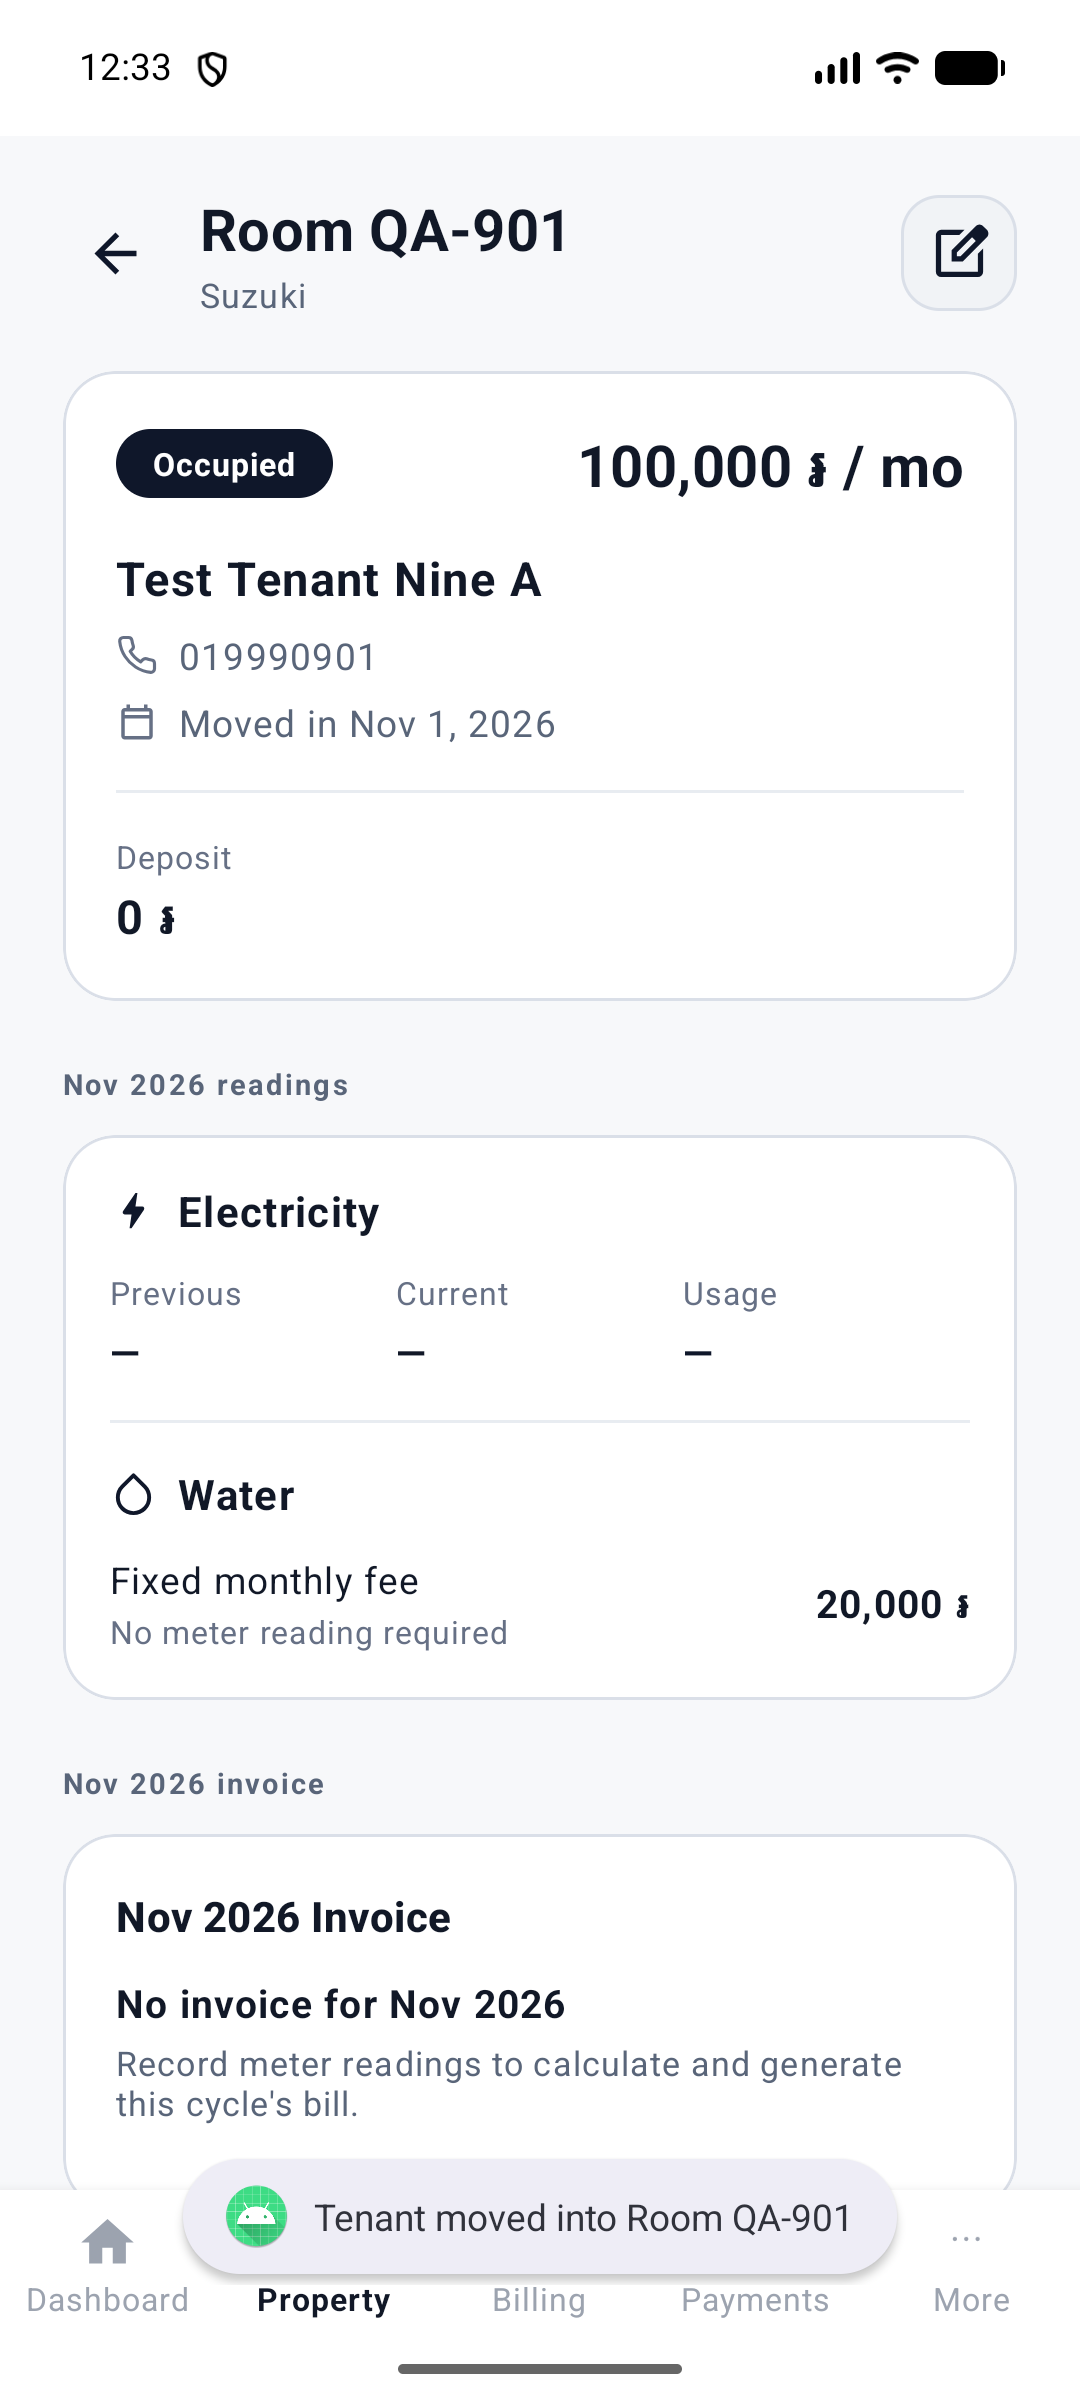 12:33
Room QA-901
Suzuki
Occupied
100,000 ៛ / mo
Test Tenant Nine A
019990901
Moved in Nov 1, 2026
Deposit
0 ៛
Nov 2026 readings
Electricity
Previous Current Usage
– – –
Water
Fixed monthly fee
No meter reading required
20,000 ៛
Nov 2026 invoice
Nov 2026 Invoice
No invoice for Nov 2026
Record meter readings to calculate and generate
this cycle's bill.
Tenant moved into Room QA-901
Dashboard Property Billing Payments More